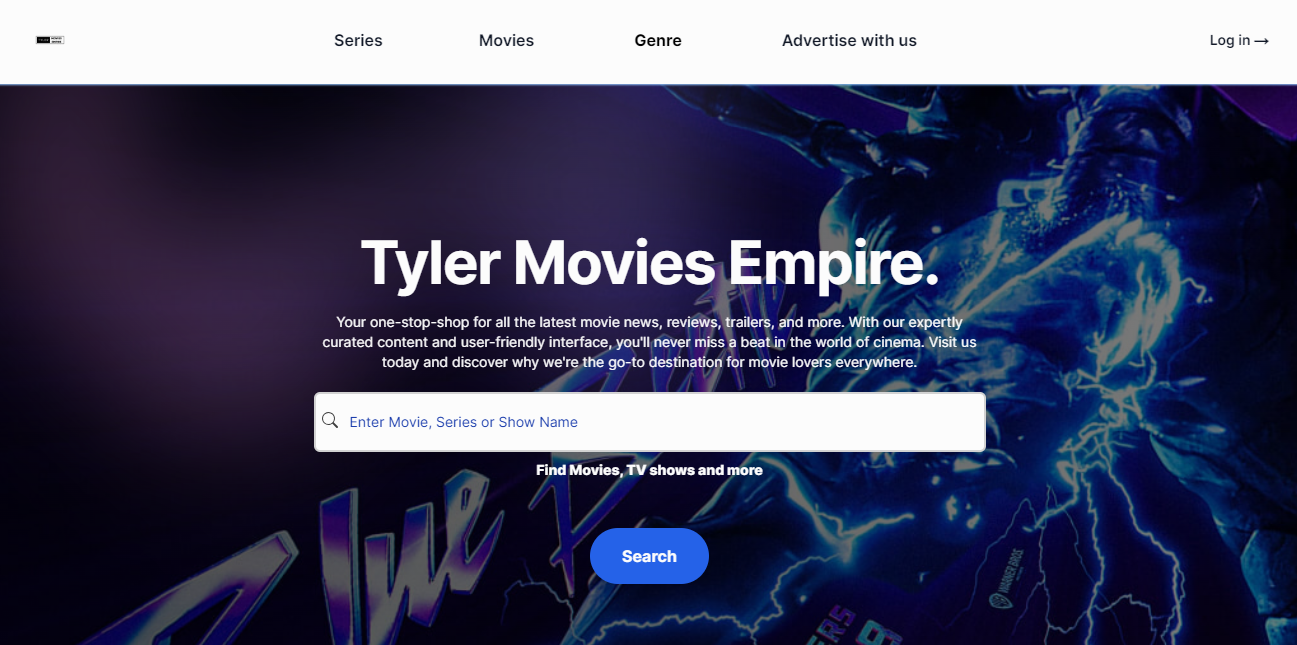 Series
Movies
Genre
Advertise with us
Log in →
Tyler Movies Empire.
Your one-stop-shop for all the latest movie news, reviews, trailers, and more. With our expertly
curated content and user-friendly interface, you'll never miss a beat in the world of cinema. Visit us
today and discover why we're the go-to destination for movie lovers everywhere.
Enter Movie, Series or Show Name
Find Movies, TV shows and more
Search
Blue
WARNER BROS